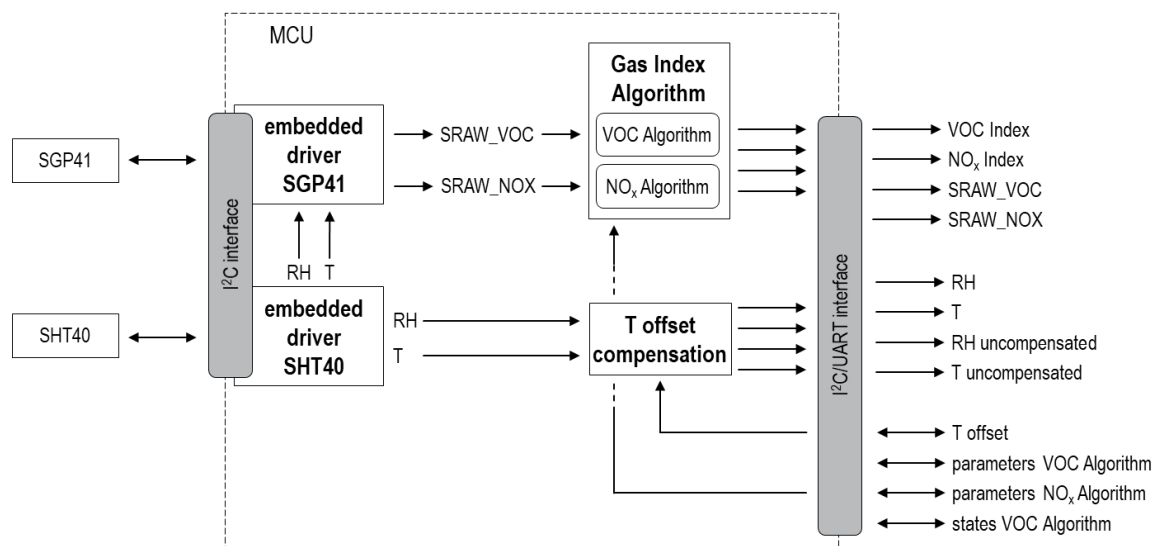 MCU
Gas Index
Algorithm
VOC Algorithm
NOₓ Algorithm
embedded
driver
SGP41
SGP41
SRAW_VOC
SRAW_NOX
I²C interface
RH T
SHT40
embedded
driver
SHT40
RH
T
T offset
compensation
I²C/UART interface
VOC Index
NOₓ Index
SRAW_VOC
SRAW_NOX
RH
T
RH uncompensated
T uncompensated
T offset
parameters VOC Algorithm
parameters NOₓ Algorithm
states VOC Algorithm